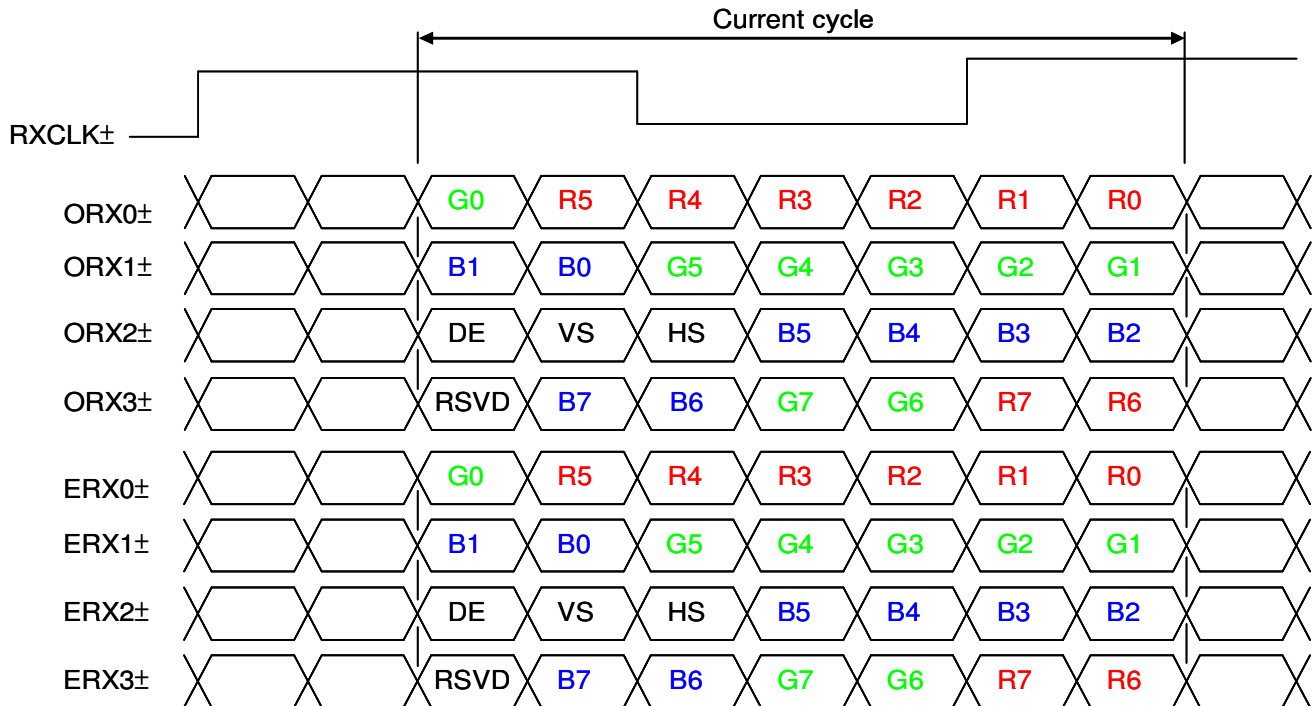 Current cycle
RXCLK±
ORX0± G0 R5 R4 R3 R2 R1 R0
ORX1± B1 B0 G5 G4 G3 G2 G1
ORX2± DE VS HS B5 B4 B3 B2
ORX3± RSVD B7 B6 G7 G6 R7 R6
ERX0± G0 R5 R4 R3 R2 R1 R0
ERX1± B1 B0 G5 G4 G3 G2 G1
ERX2± DE VS HS B5 B4 B3 B2
ERX3± RSVD B7 B6 G7 G6 R7 R6